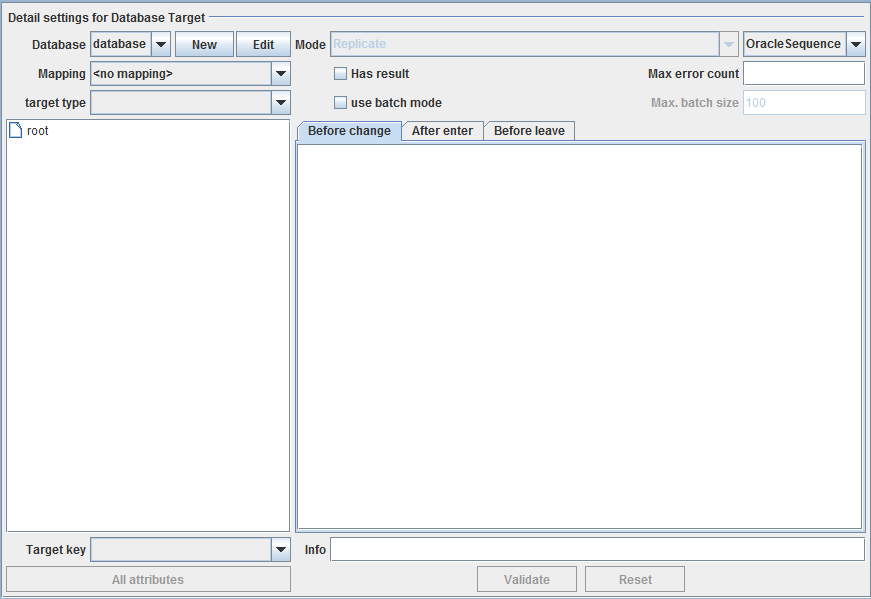 Detail settings for Database Target
Database database New Edit Mode Replicate OracleSequence
Mapping <no mapping> Has result Max error count
target type use batch mode Max. batch size 100
root Before change After enter Before leave
Target key Info
All attributes Validate Reset